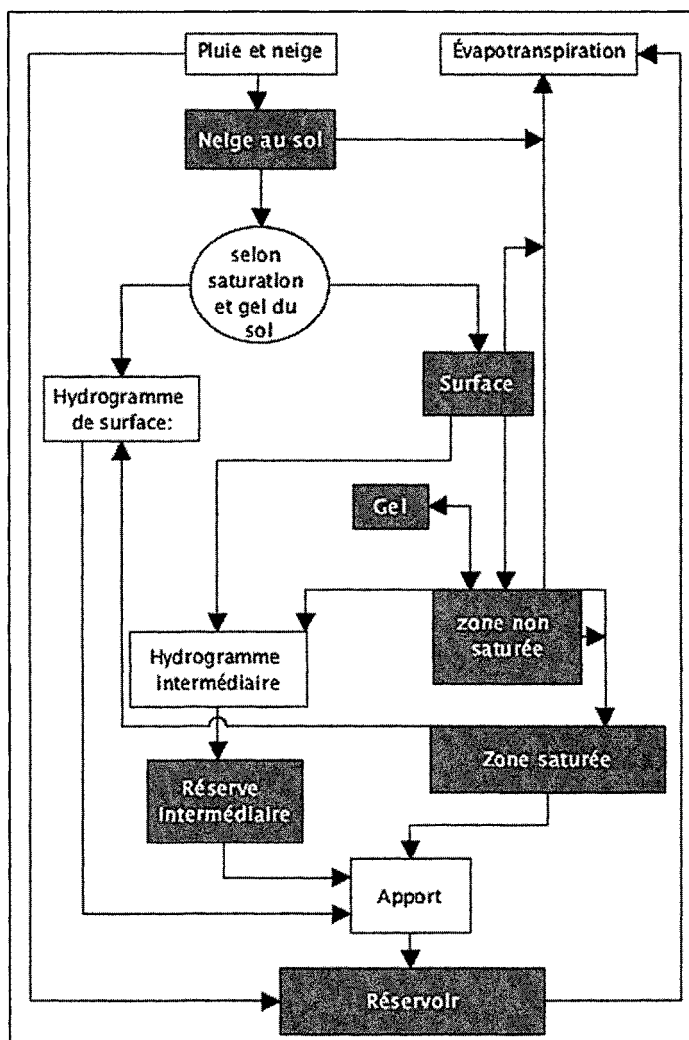 Pluie et neige
Évapotranspiration
Neige au sol
selon
saturation
et gel du
sol
Surface
Hydrogramme
de surface:
Gel
zone non
saturée
Hydrogramme
intermédiaire
Zone saturée
Réserve
intermédiaire
Apport
Réservoir